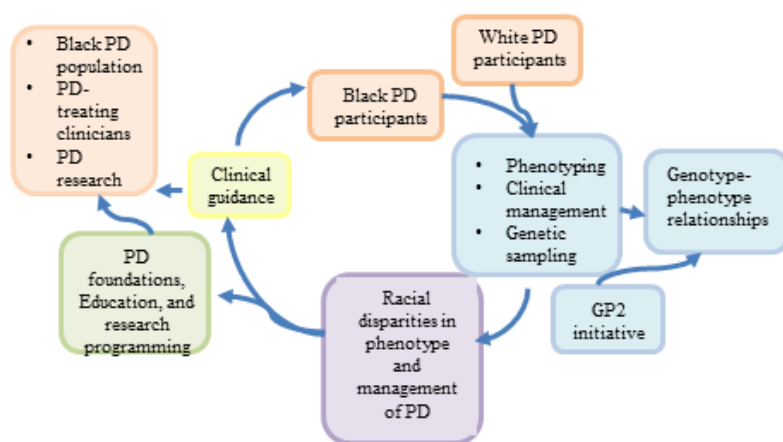 • Black PD
population
• PD-
treating
clinicians
• PD
research
White PD
participants
Black PD
participants
Clinical
guidance
• Phenotyping
• Clinical
management
• Genetic
sampling
Genotype-
phenotype
relationships
PD
foundations,
Education, and
research
programming
Racial
disparities in
phenotype
and
management
of PD
GP2
initiative